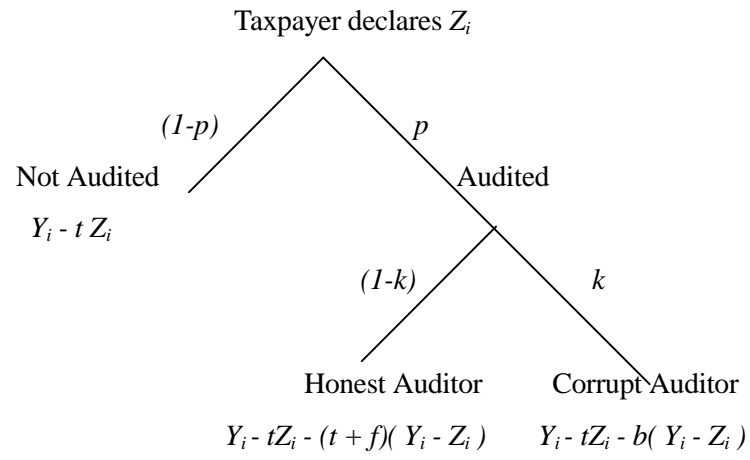 Taxpayer declares Zi
(1-p) p
Not Audited Audited
Yi - t Zi
(1-k) k
Honest Auditor Corrupt Auditor
Yi - tZi - (t + f)( Yi - Zi ) Yi - tZi - b( Yi - Zi )